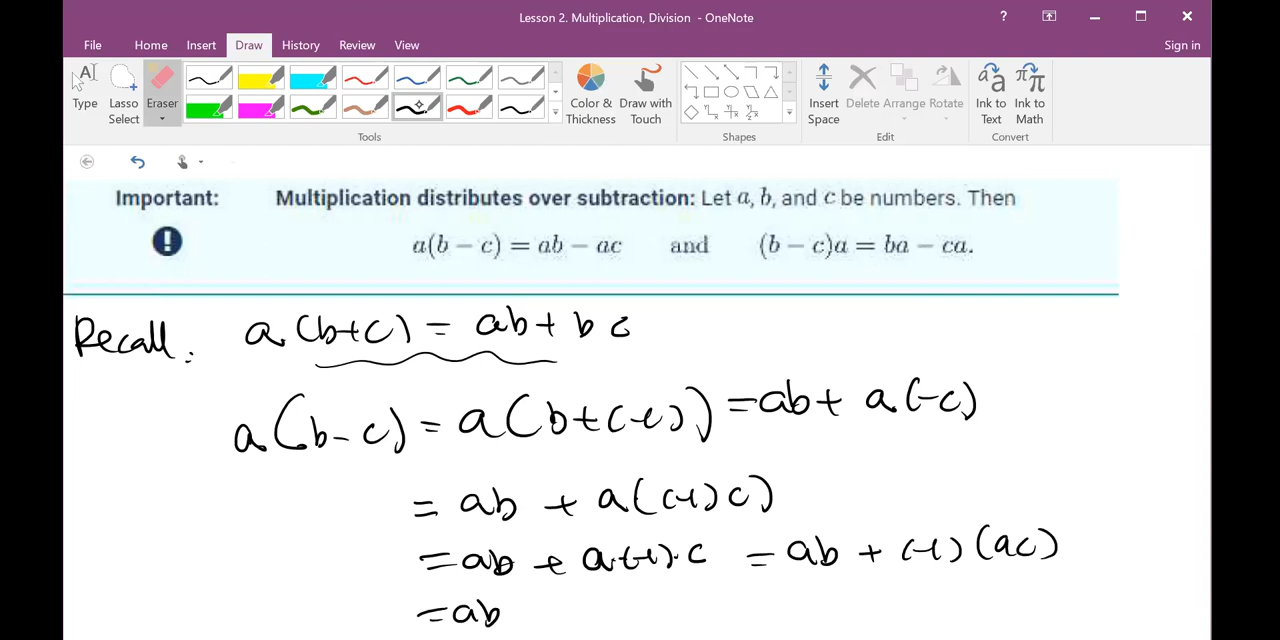 Lesson 2. Multiplication, Division - OneNote
?
File Home Insert Draw History Review View Sign in
Type Lasso Select Eraser Color & Thickness Draw with Touch Insert Space Delete Arrange Rotate Ink to Text Ink to Math
Tools Shapes Edit Convert
Important: Multiplication distributes over subtraction: Let a, b, and c be numbers. Then
a(b − c) = ab − ac and (b − c)a = ba − ca.
Recall: a(b+c) = ab + bc
a(b-c) = a(b+(-c)) = ab + a(-c)
= ab + a((-1)c)
= ab + a·(-1)·c = ab + (-1)(ac)
= ab